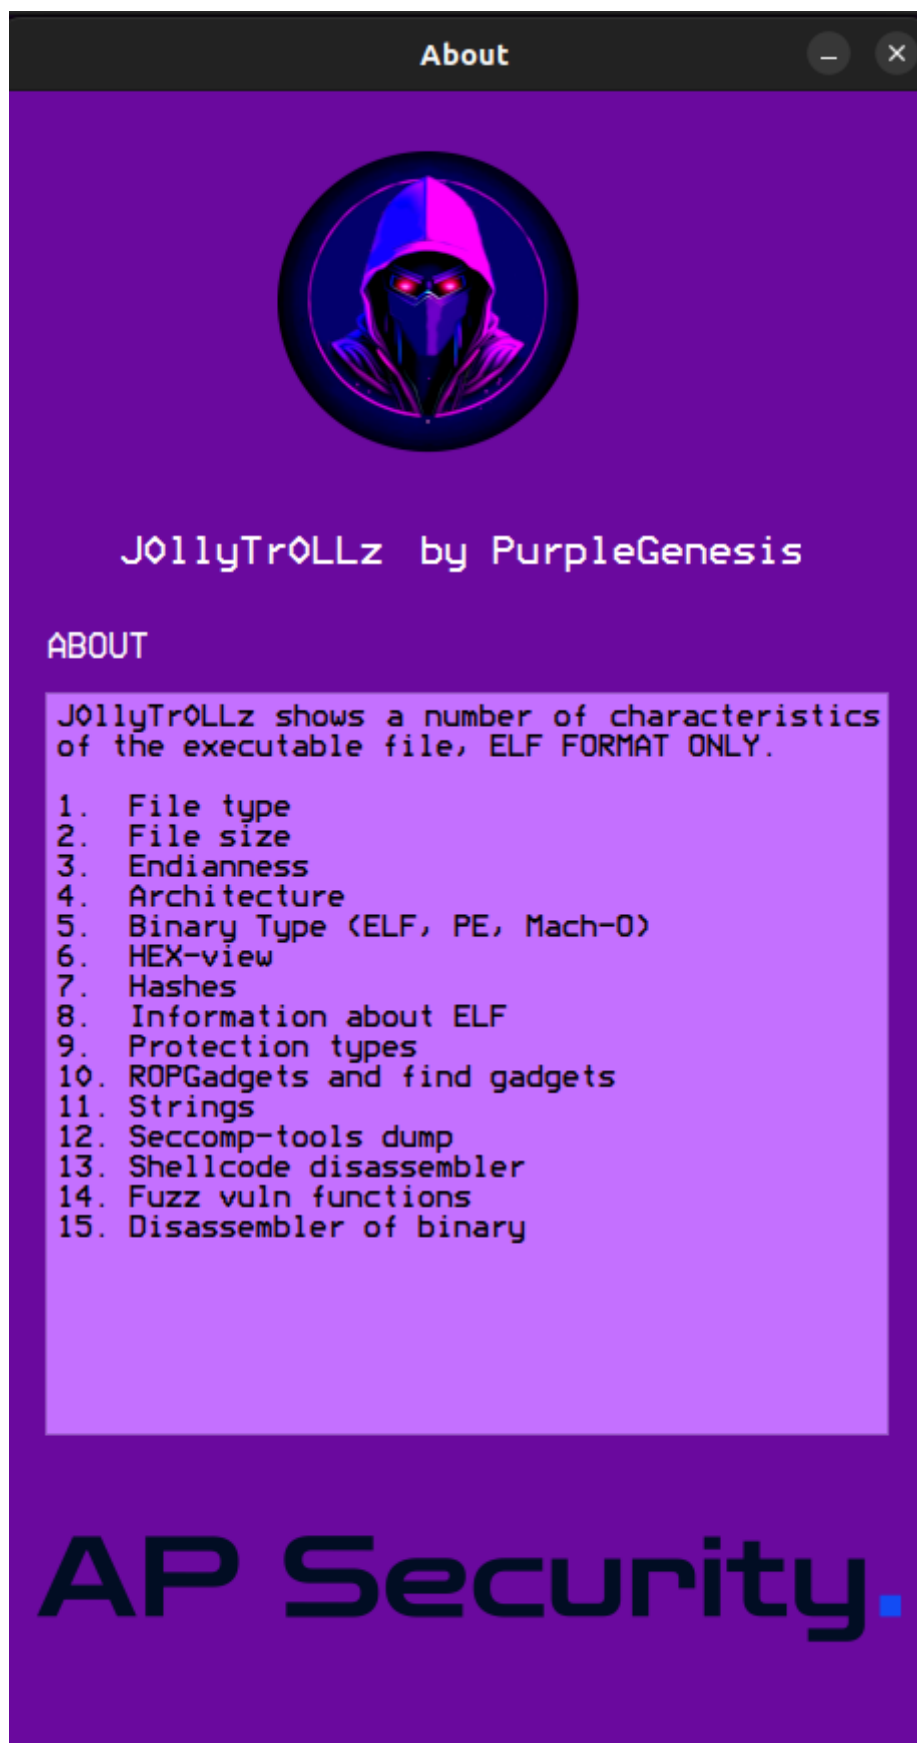 About
J0llyTr0LLz by PurpleGenesis
ABOUT
J0llyTr0LLz shows a number of characteristics
of the executable file, ELF FORMAT ONLY.
1. File type
2. File size
3. Endianness
4. Architecture
5. Binary Type (ELF, PE, Mach-O)
6. HEX-view
7. Hashes
8. Information about ELF
9. Protection types
10. ROPGadgets and find gadgets
11. Strings
12. Seccomp-tools dump
13. Shellcode disassembler
14. Fuzz vuln functions
15. Disassembler of binary
AP Security.